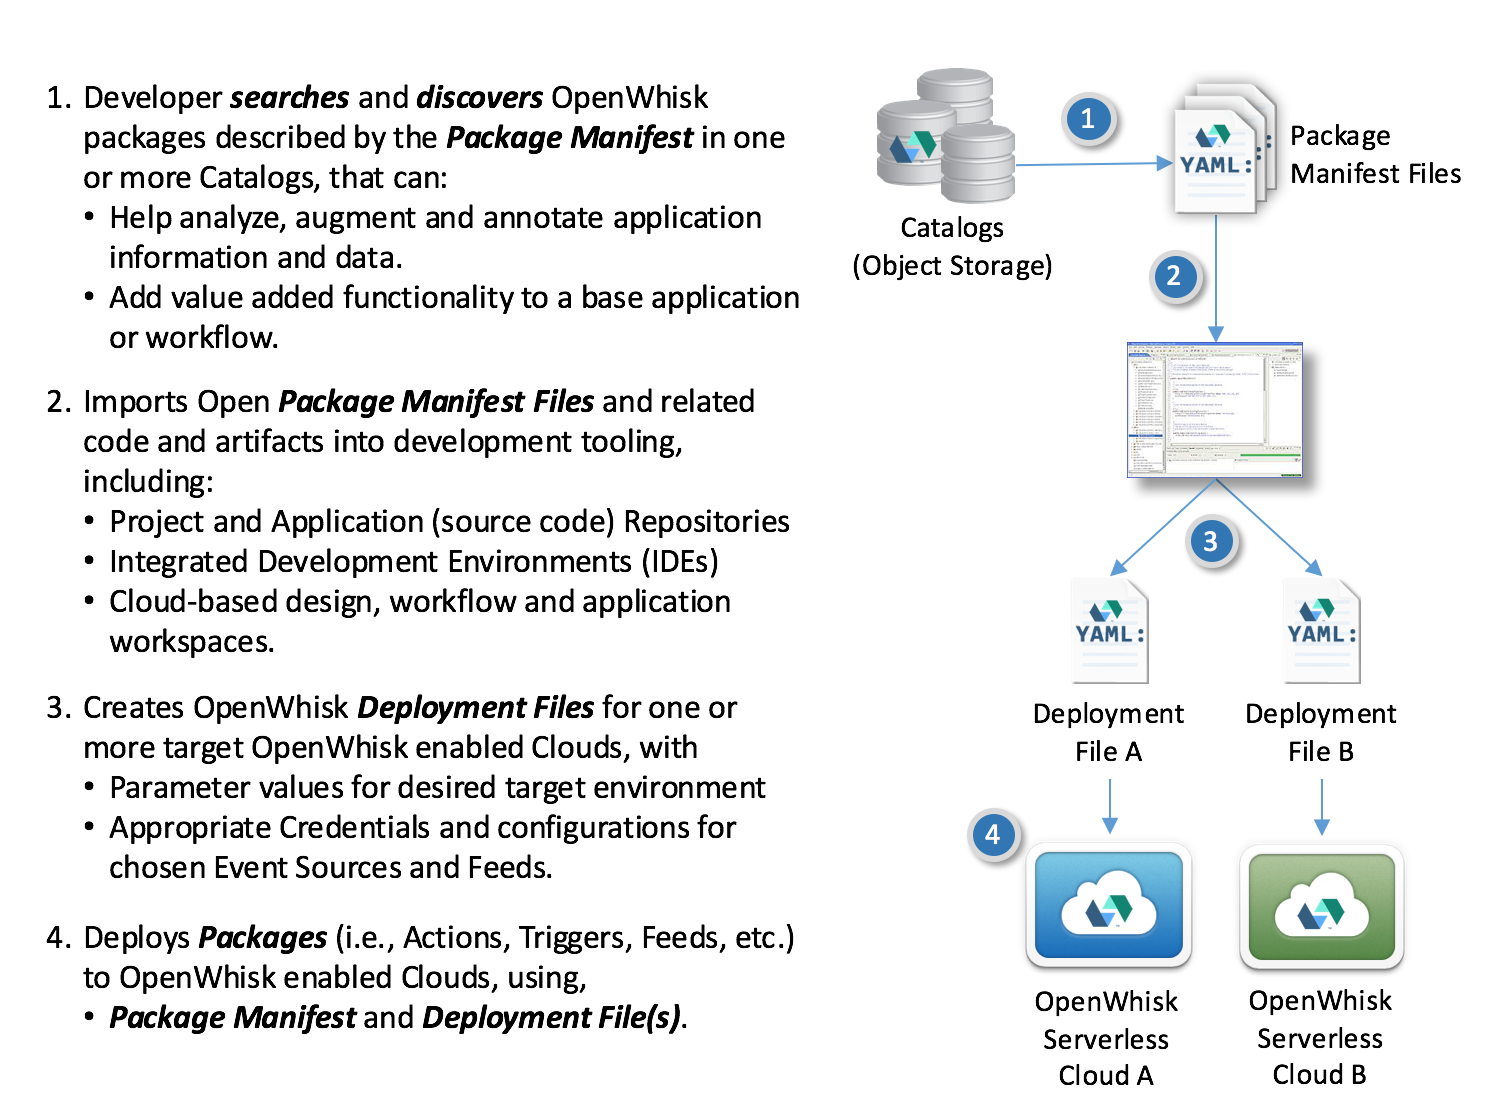 1. Developer searches and discovers OpenWhisk
packages described by the Package Manifest in one
or more Catalogs, that can:
• Help analyze, augment and annotate application
information and data.
• Add value added functionality to a base application
or workflow.
2. Imports Open Package Manifest Files and related
code and artifacts into development tooling,
including:
• Project and Application (source code) Repositories
• Integrated Development Environments (IDEs)
• Cloud-based design, workflow and application
workspaces.
3. Creates OpenWhisk Deployment Files for one or
more target OpenWhisk enabled Clouds, with
• Parameter values for desired target environment
• Appropriate Credentials and configurations for
chosen Event Sources and Feeds.
4. Deploys Packages (i.e., Actions, Triggers, Feeds, etc.)
to OpenWhisk enabled Clouds, using,
• Package Manifest and Deployment File(s).
Catalogs
(Object Storage)
1
YAML:
Package
Manifest Files
2
3
YAML:
YAML:
Deployment
File A
Deployment
File B
4
OpenWhisk
Serverless
Cloud A
OpenWhisk
Serverless
Cloud B